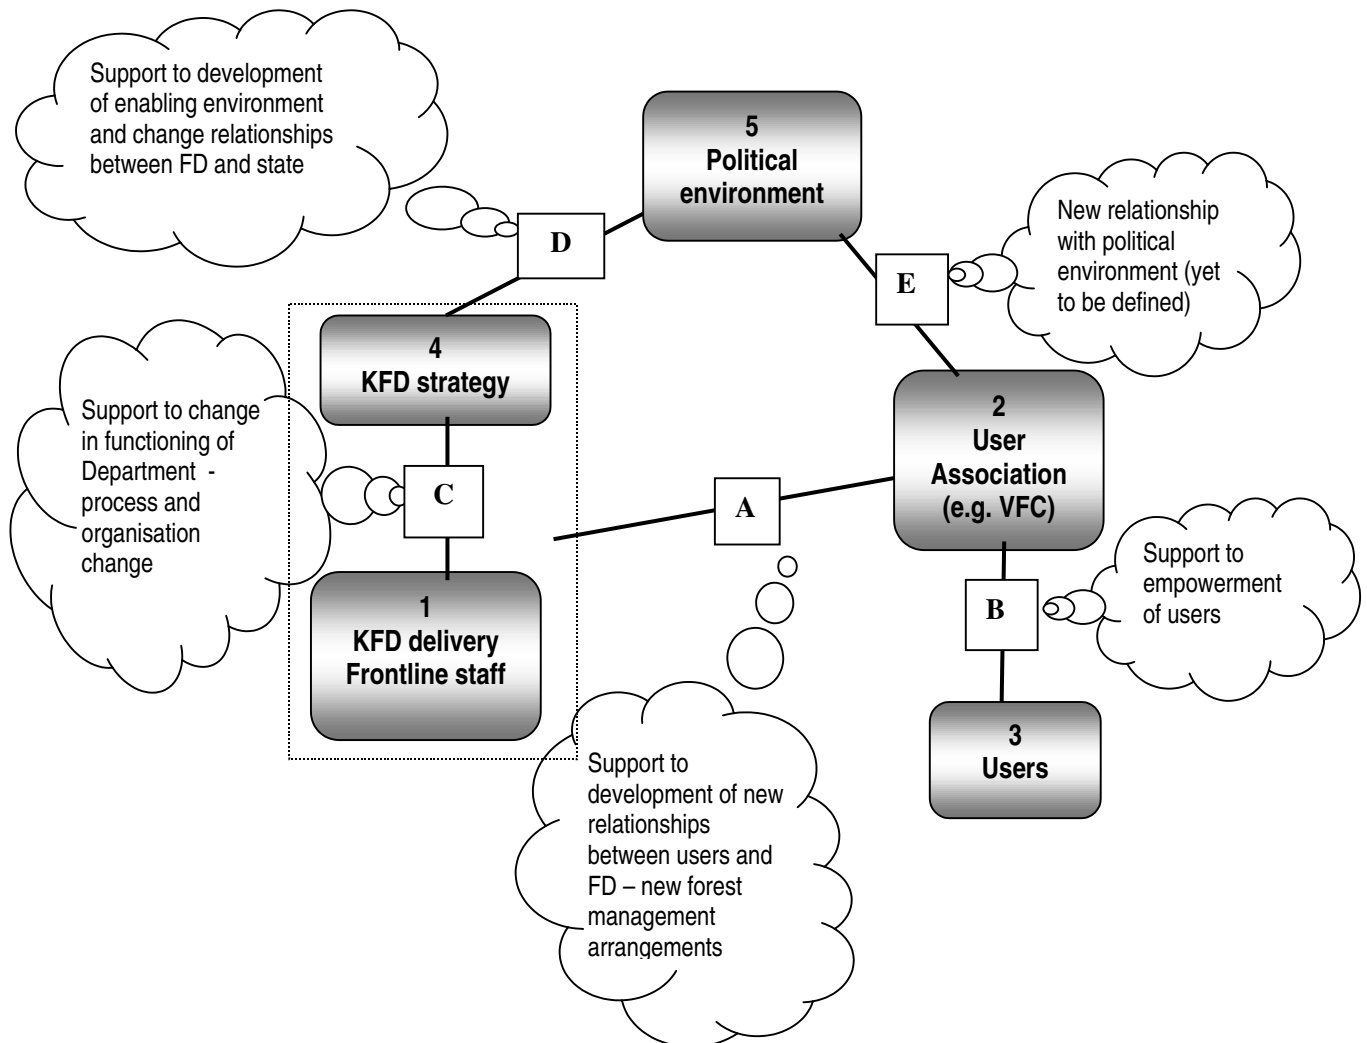 Support to development
of enabling environment
and change relationships
between FD and state
5
Political
environment
D
New relationship
with political
environment (yet
to be defined)
E
4
KFD strategy
2
User
Association
(e.g. VFC)
Support to change
in functioning of
Department -
process and
organisation
change
C
A
Support to
empowerment
of users
B
1
KFD delivery
Frontline staff
3
Users
Support to
development of new
relationships
between users and
FD – new forest
management
arrangements